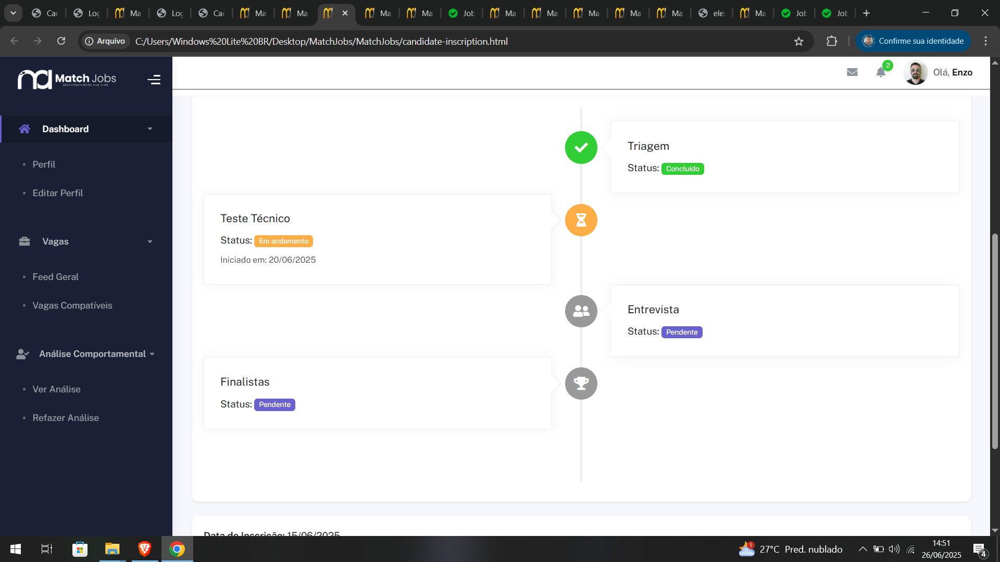 Cac
Log
Ma
Log
Cac
Ma
Ma
Ma
Ma
Job
Ma
Ma
Ma
Ma
Ma
eler
Ma
Job
Job
Arquivo
C:/Users/Windows%20Lite%20BR/Desktop/MatchJobs/MatchJobs/candidate-inscription.html
Confirme sua identidade
Match Jobs
descomplicando sua vida
2
Olá, Enzo
Dashboard
Perfil
Editar Perfil
Vagas
Feed Geral
Vagas Compatíveis
Análise Comportamental
Ver Análise
Refazer Análise
Triagem
Status: Concluído
Teste Técnico
Status: Em andamento
Iniciado em: 20/06/2025
Entrevista
Status: Pendente
Finalistas
Status: Pendente
Data de Inscrição: 15/06/2025
1
27°C Pred. nublado
14:51
26/06/2025
4